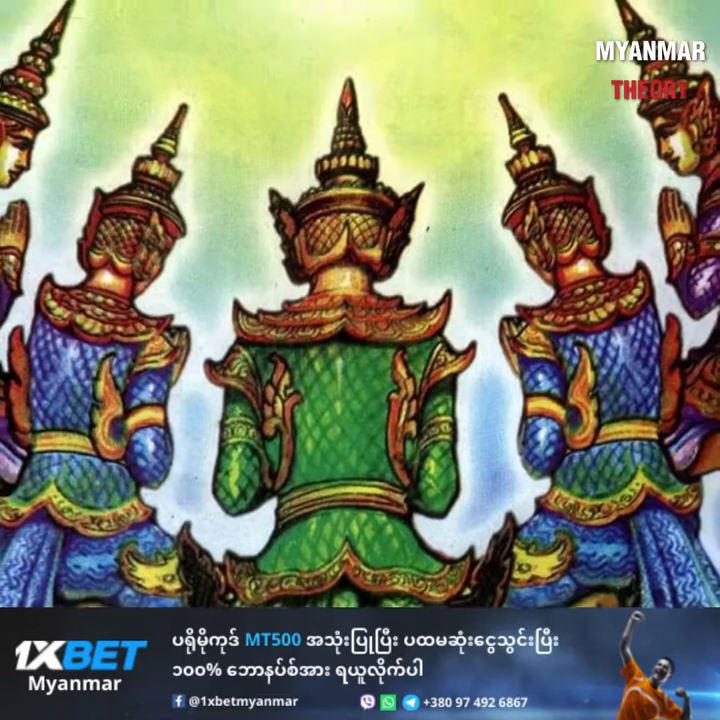 MYANMAR
THEORY
1XBET
Myanmar
ပရိုမိုကုဒ် MT500 အသုံးပြုပြီး ပထမဆုံးငွေသွင်းပြီး
၁၀၀% ဘောနပ်စ်အား ရယူလိုက်ပါ
@1xbetmyanmar
+380 97 492 6867